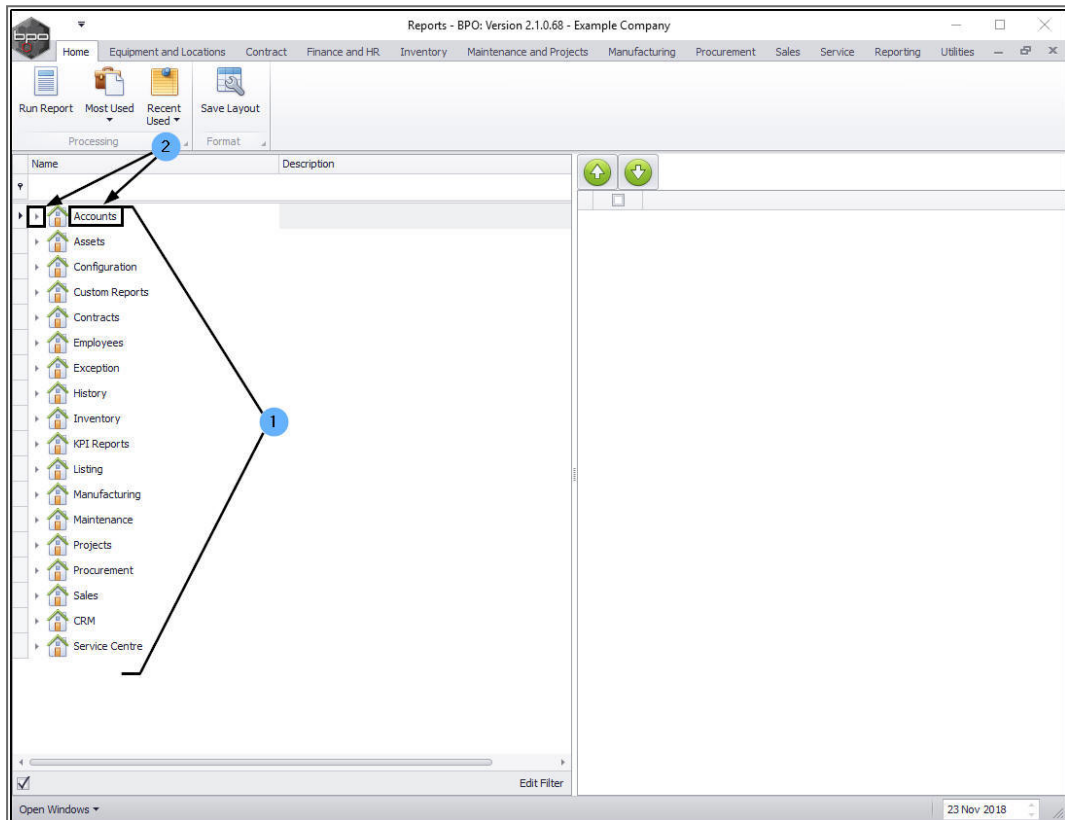 Reports - BPO: Version 2.1.0.68 - Example Company
bpo
Home Equipment and Locations Contract Finance and HR Inventory Maintenance and Projects Manufacturing Procurement Sales Service Reporting Utilities
Run Report Most Used Recent Used Save Layout
Processing Format
2
Name Description
Accounts
Assets
Configuration
Custom Reports
Contracts
Employees
Exception
History
Inventory
1
KPI Reports
Listing
Manufacturing
Maintenance
Projects
Procurement
Sales
CRM
Service Centre
Edit Filter
Open Windows 23 Nov 2018